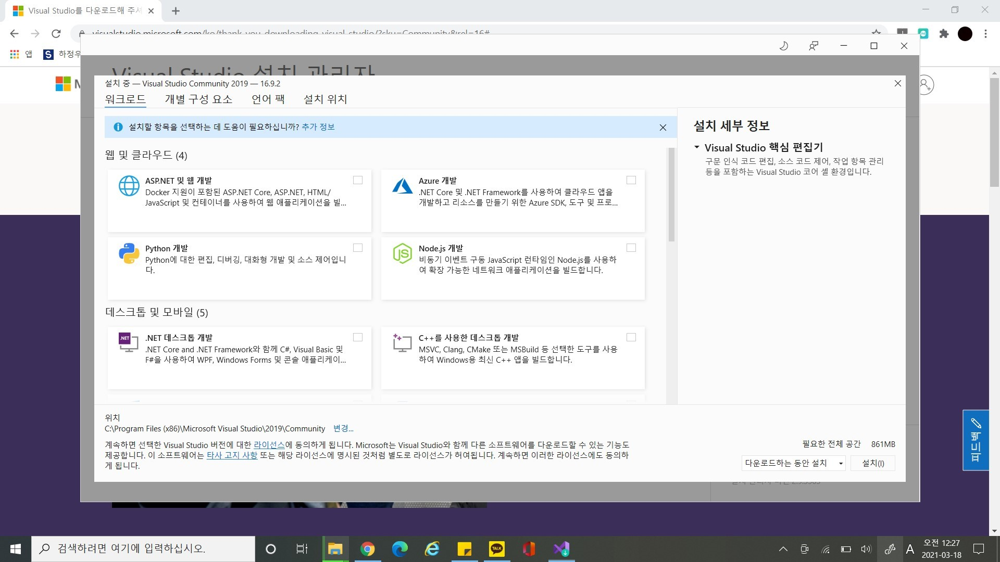 Visual Studio를 다운로드해 주셔
visualstudio.microsoft.com/ko/thank-you-downloading-visual-studio/?sku=Community&rel=16#
앱
S
하정우
Visual Studio 설치 관리자
설치 중 — Visual Studio Community 2019 — 16.9.2
워크로드 개별 구성 요소 언어 팩 설치 위치
설치할 항목을 선택하는 데 도움이 필요하십니까? 추가 정보
웹 및 클라우드 (4)
ASP.NET 및 웹 개발
Docker 지원이 포함된 ASP.NET Core, ASP.NET, HTML/
JavaScript 및 컨테이너를 사용하여 웹 애플리케이션을 빌...
Azure 개발
.NET Core 및 .NET Framework를 사용하여 클라우드 앱을
개발하고 리소스를 만들기 위한 Azure SDK, 도구 및 프로...
Python 개발
Python에 대한 편집, 디버깅, 대화형 개발 및 소스 제어입니
다.
JS
Node.js 개발
비동기 이벤트 구동 JavaScript 런타임인 Node.js를 사용하
여 확장 가능한 네트워크 애플리케이션을 빌드합니다.
데스크톱 및 모바일 (5)
.NET
.NET 데스크톱 개발
.NET Core and .NET Framework와 함께 C#, Visual Basic 및
F#을 사용하여 WPF, Windows Forms 및 콘솔 애플리케이...
C++를 사용한 데스크톱 개발
MSVC, Clang, CMake 또는 MSBuild 등 선택한 도구를 사용
하여 Windows용 최신 C++ 앱을 빌드합니다.
설치 세부 정보
Visual Studio 핵심 편집기
구문 인식 코드 편집, 소스 코드 제어, 작업 항목 관리
등을 포함하는 Visual Studio 코어 셸 환경입니다.
위치
C:\Program Files (x86)\Microsoft Visual Studio\2019\Community 변경...
계속하면 선택한 Visual Studio 버전에 대한 라이선스에 동의하게 됩니다. Microsoft는 Visual Studio와 함께 다른 소프트웨어를 다운로드할 수 있는 기능도
제공합니다. 이 소프트웨어는 타사 고지 사항 또는 해당 라이선스에 명시된 것처럼 별도로 라이선스가 허여됩니다. 계속하면 이러한 라이선스에도 동의하
게 됩니다.
필요한 전체 공간 861MB
다운로드하는 동안 설치 설치(I)
피드백
검색하려면 여기에 입력하십시오.
TALK
A
오전 12:27
2021-03-18